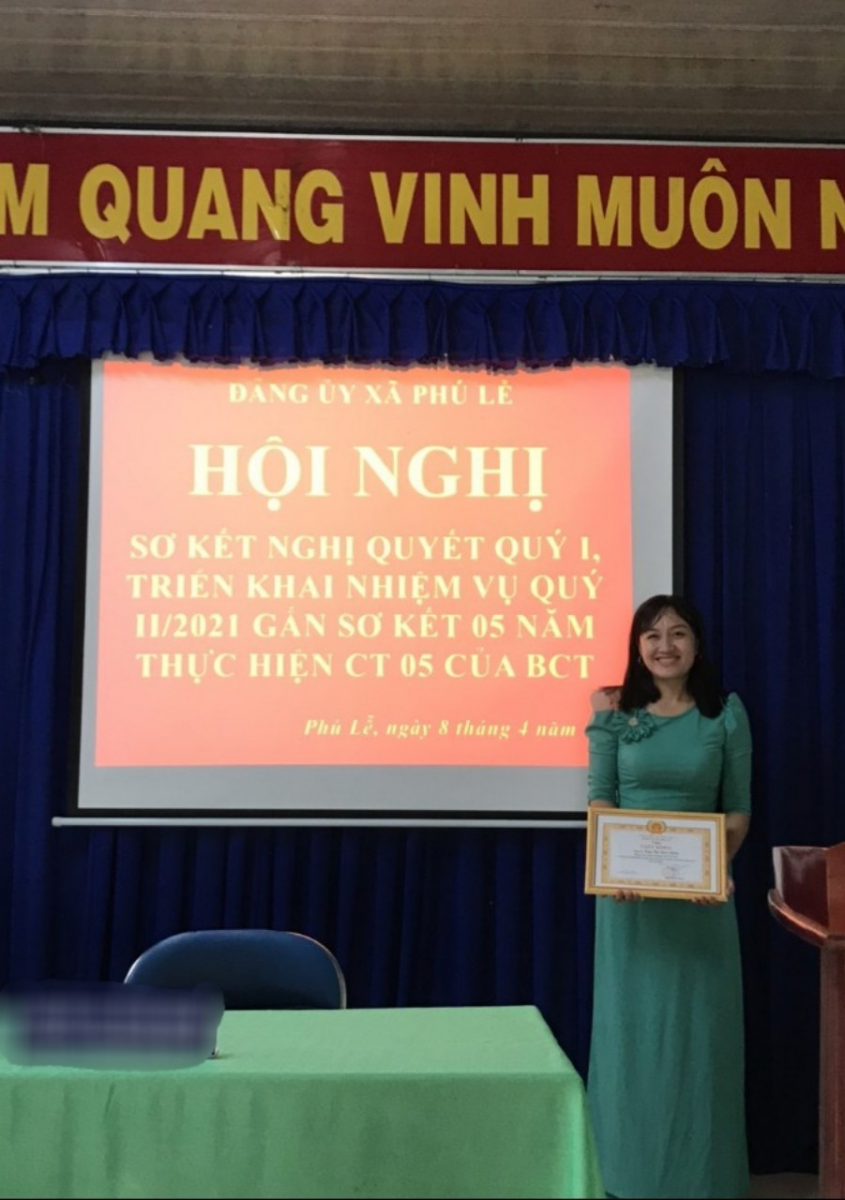 M QUANG VINH MUÔN N
ĐẢNG ỦY XÃ PHÚ LỄ
HỘI NGHỊ
SƠ KẾT NGHỊ QUYẾT QUÝ I,
TRIỂN KHAI NHIỆM VỤ QUÝ
II/2021 GẮN SƠ KẾT 05 NĂM
THỰC HIỆN CT 05 CỦA BCT
Phú Lễ, ngày 8 tháng 4 năm